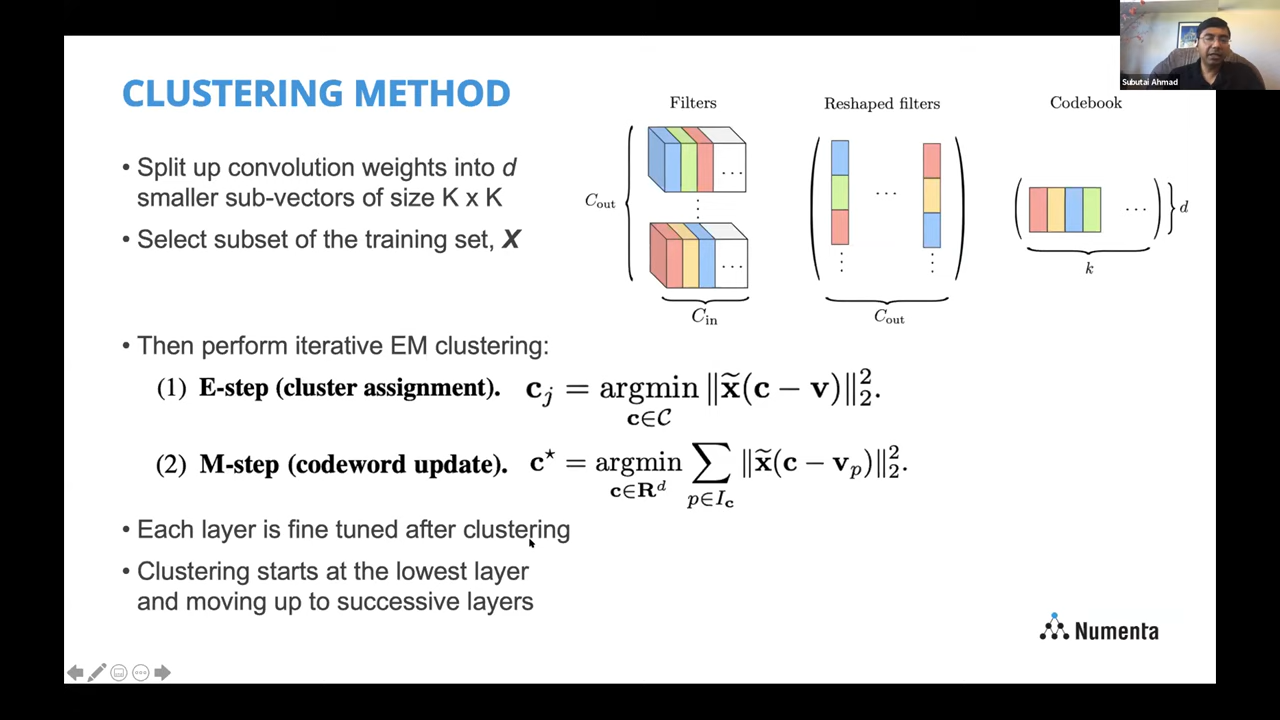 Subutai Ahmad
CLUSTERING METHOD
• Split up convolution weights into d
smaller sub-vectors of size K x K
• Select subset of the training set, X
Filters
Reshaped filters
Codebook
C_out
...
⋮
...
C_in
...
⋮
⋮
C_out
...
d
k
• Then perform iterative EM clustering:
(1) E-step (cluster assignment). c_j = argmin_{c∈𝒞} ‖x̃(c − v)‖₂².
(2) M-step (codeword update). c* = argmin_{c∈R^d} ∑_{p∈I_c} ‖x̃(c − v_p)‖₂².
• Each layer is fine tuned after clustering
• Clustering starts at the lowest layer
and moving up to successive layers
Numenta